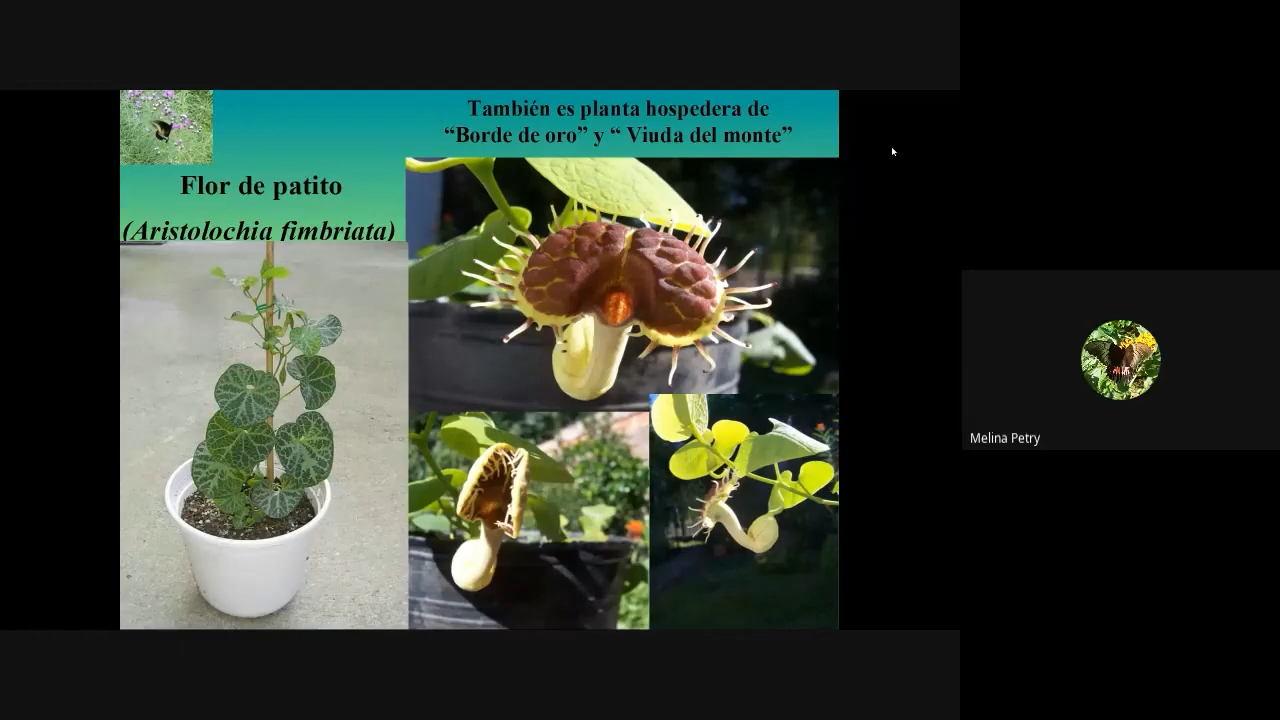 También es planta hospedera de
“Borde de oro” y “ Viuda del monte”
Flor de patito
(Aristolochia fimbriata)
Melina Petry